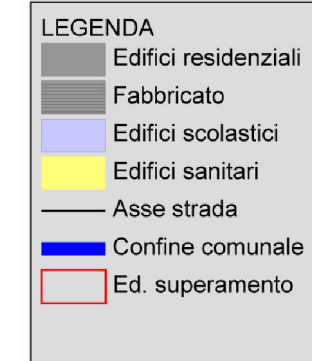 LEGENDA
Edifici residenziali
Fabbricato
Edifici scolastici
Edifici sanitari
Asse strada
Confine comunale
Ed. superamento